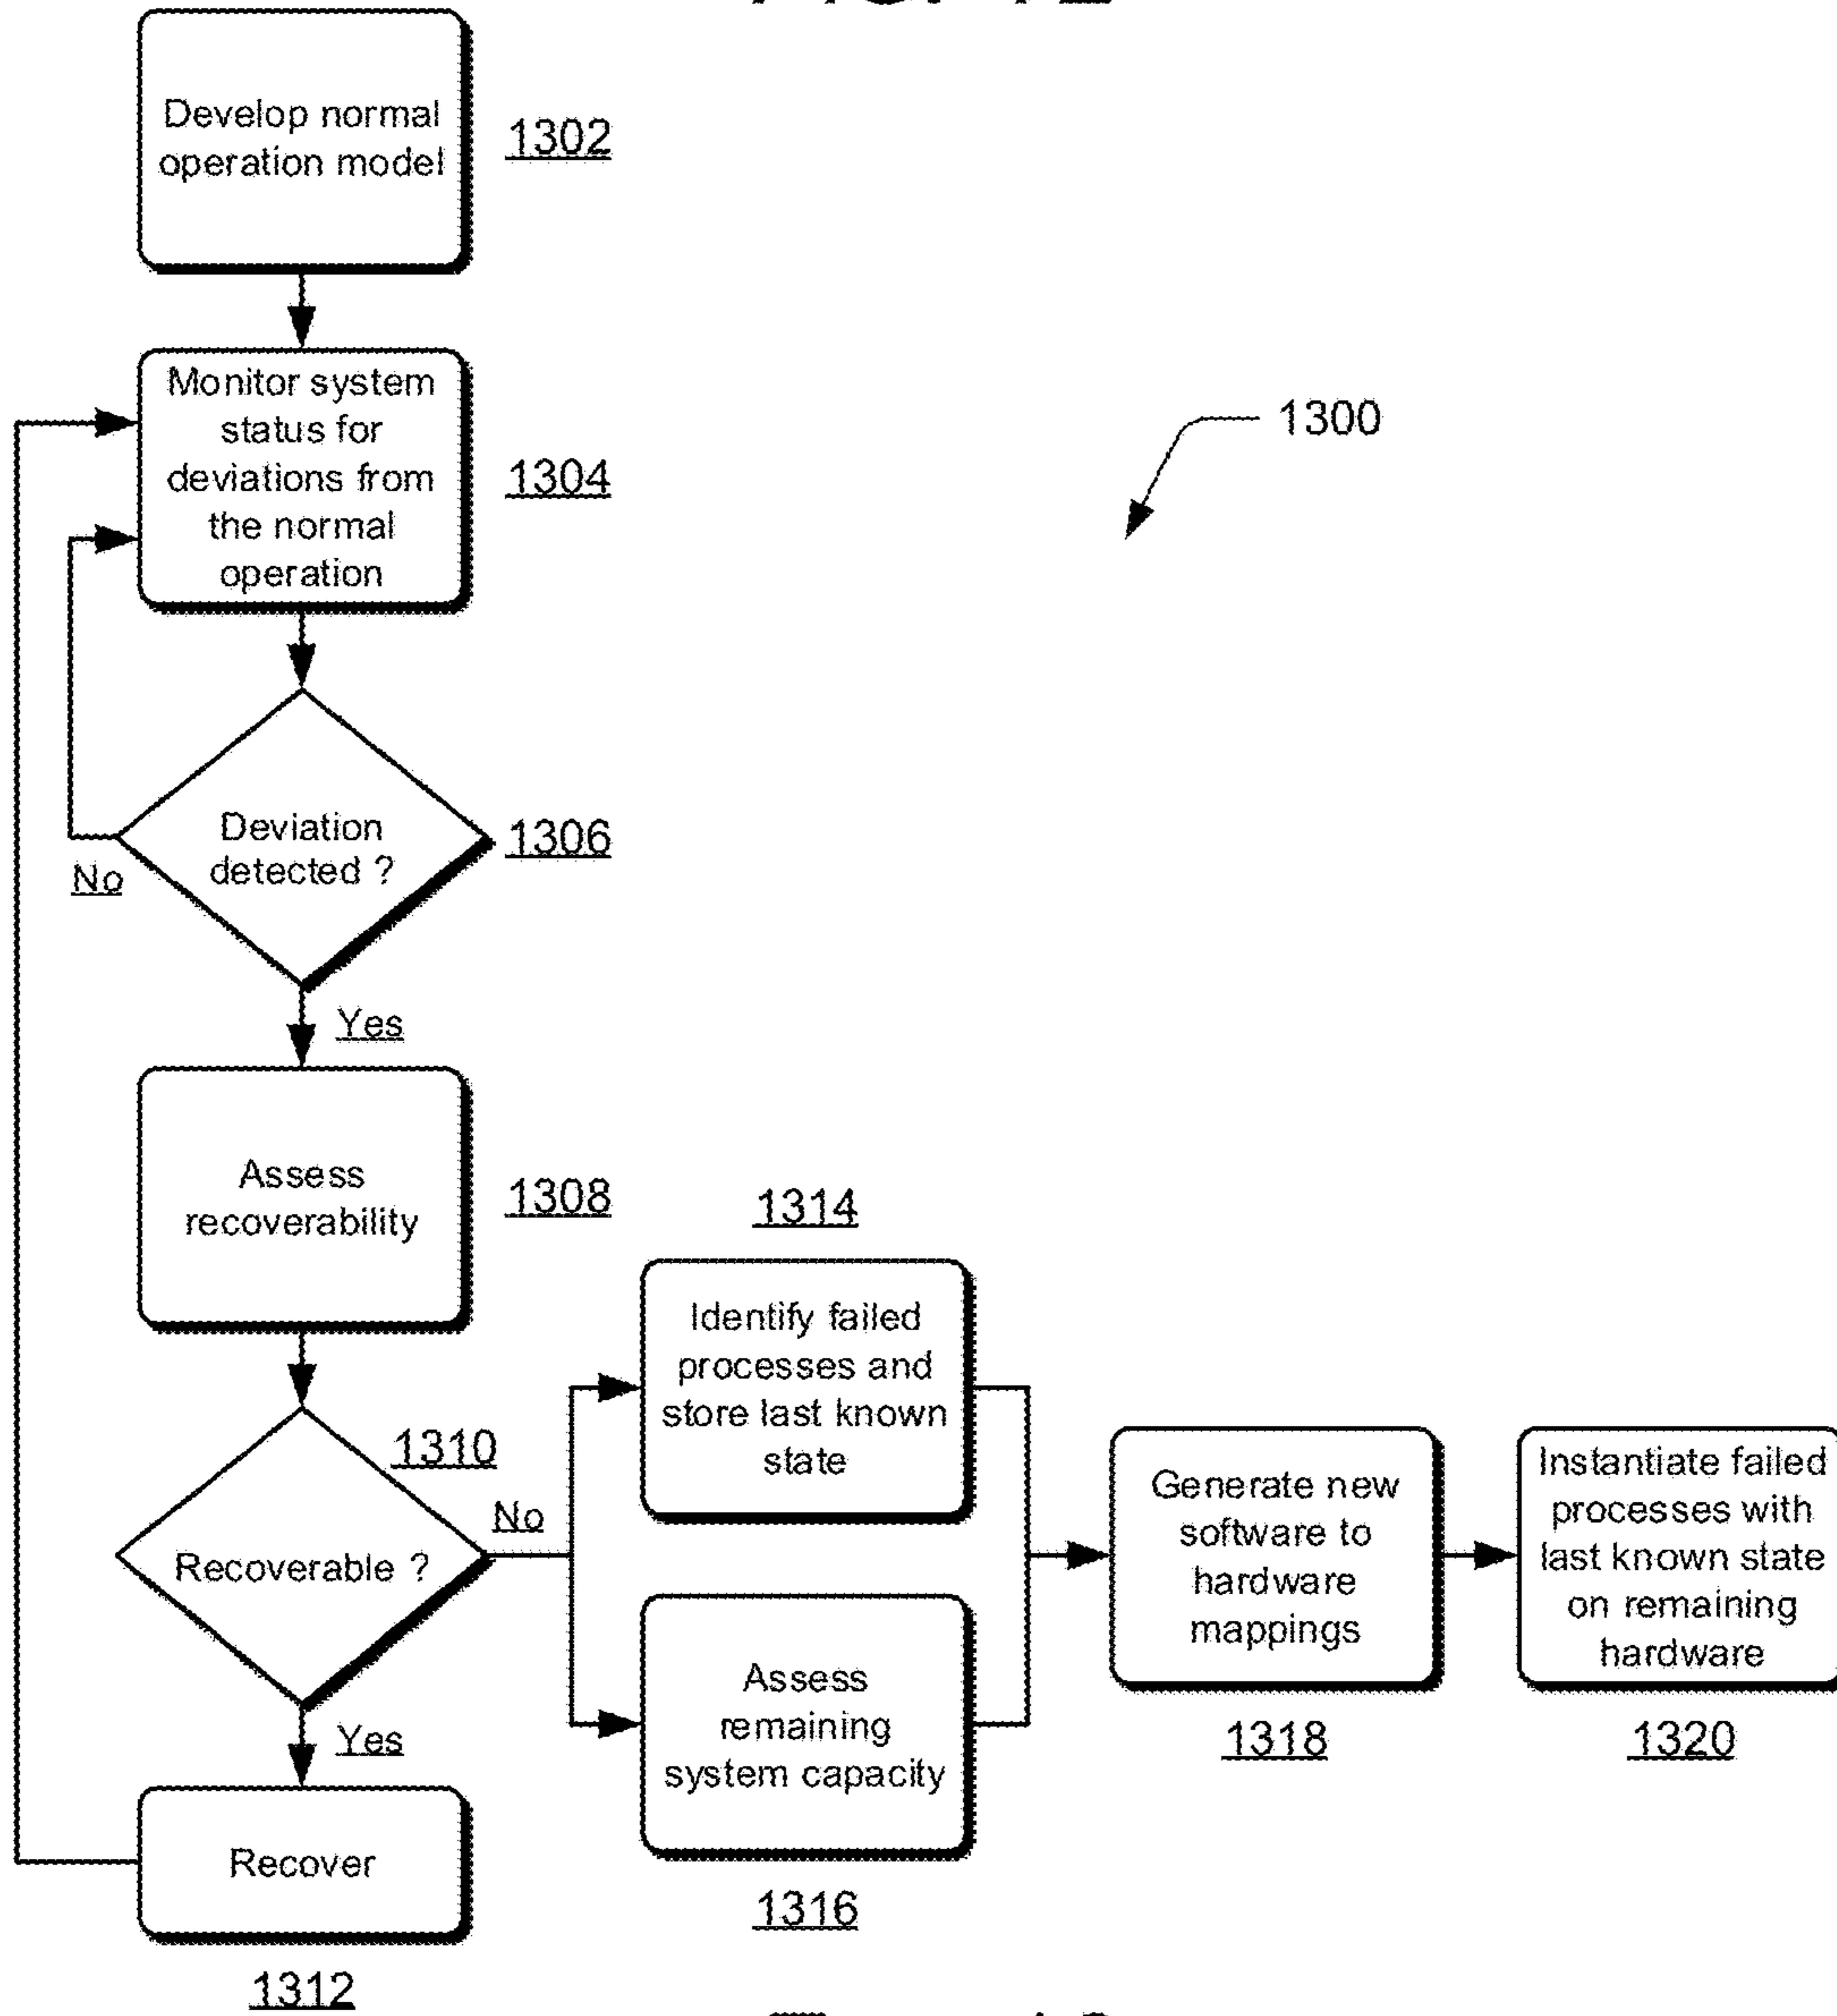 Develop normal
operation model
1302
Monitor system
status for
deviations from
the normal
operation
1304
1300
Deviation
detected ?
1306
No
Yes
Assess
recoverability
1308
1310
Recoverable ?
No
Yes
Recover
1312
1314
Identify failed
processes and
store last known
state
Assess
remaining
system capacity
1316
Generate new
software to
hardware
mappings
1318
Instantiate failed
processes with
last known state
on remaining
hardware
1320